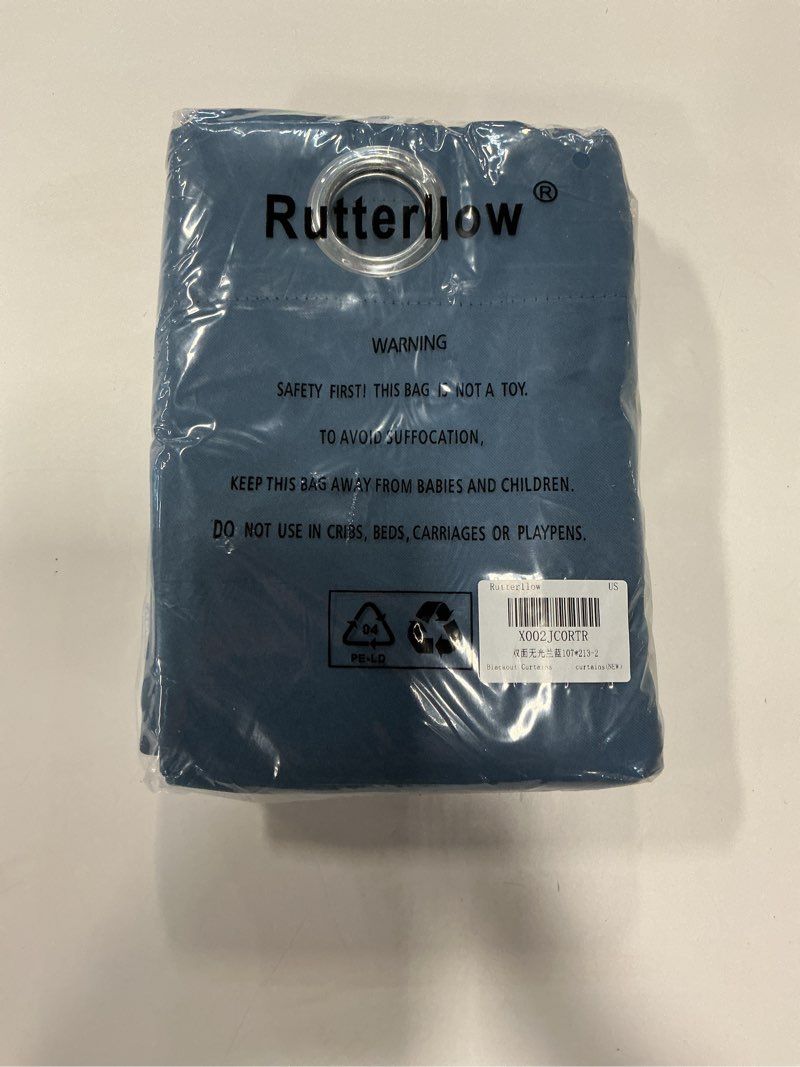 Rutterllow®
WARNING
SAFETY FIRST! THIS BAG IS NOT A TOY.
TO AVOID SUFFOCATION,
KEEP THIS BAG AWAY FROM BABIES AND CHILDREN.
DO NOT USE IN CRIBS, BEDS, CARRIAGES OR PLAYPENS.
04
PE-LD
Rutterllow US
X002JC0RTR
双面无光兰蓝107*213-2
Blackout Curtains ..... curtains(NEW)